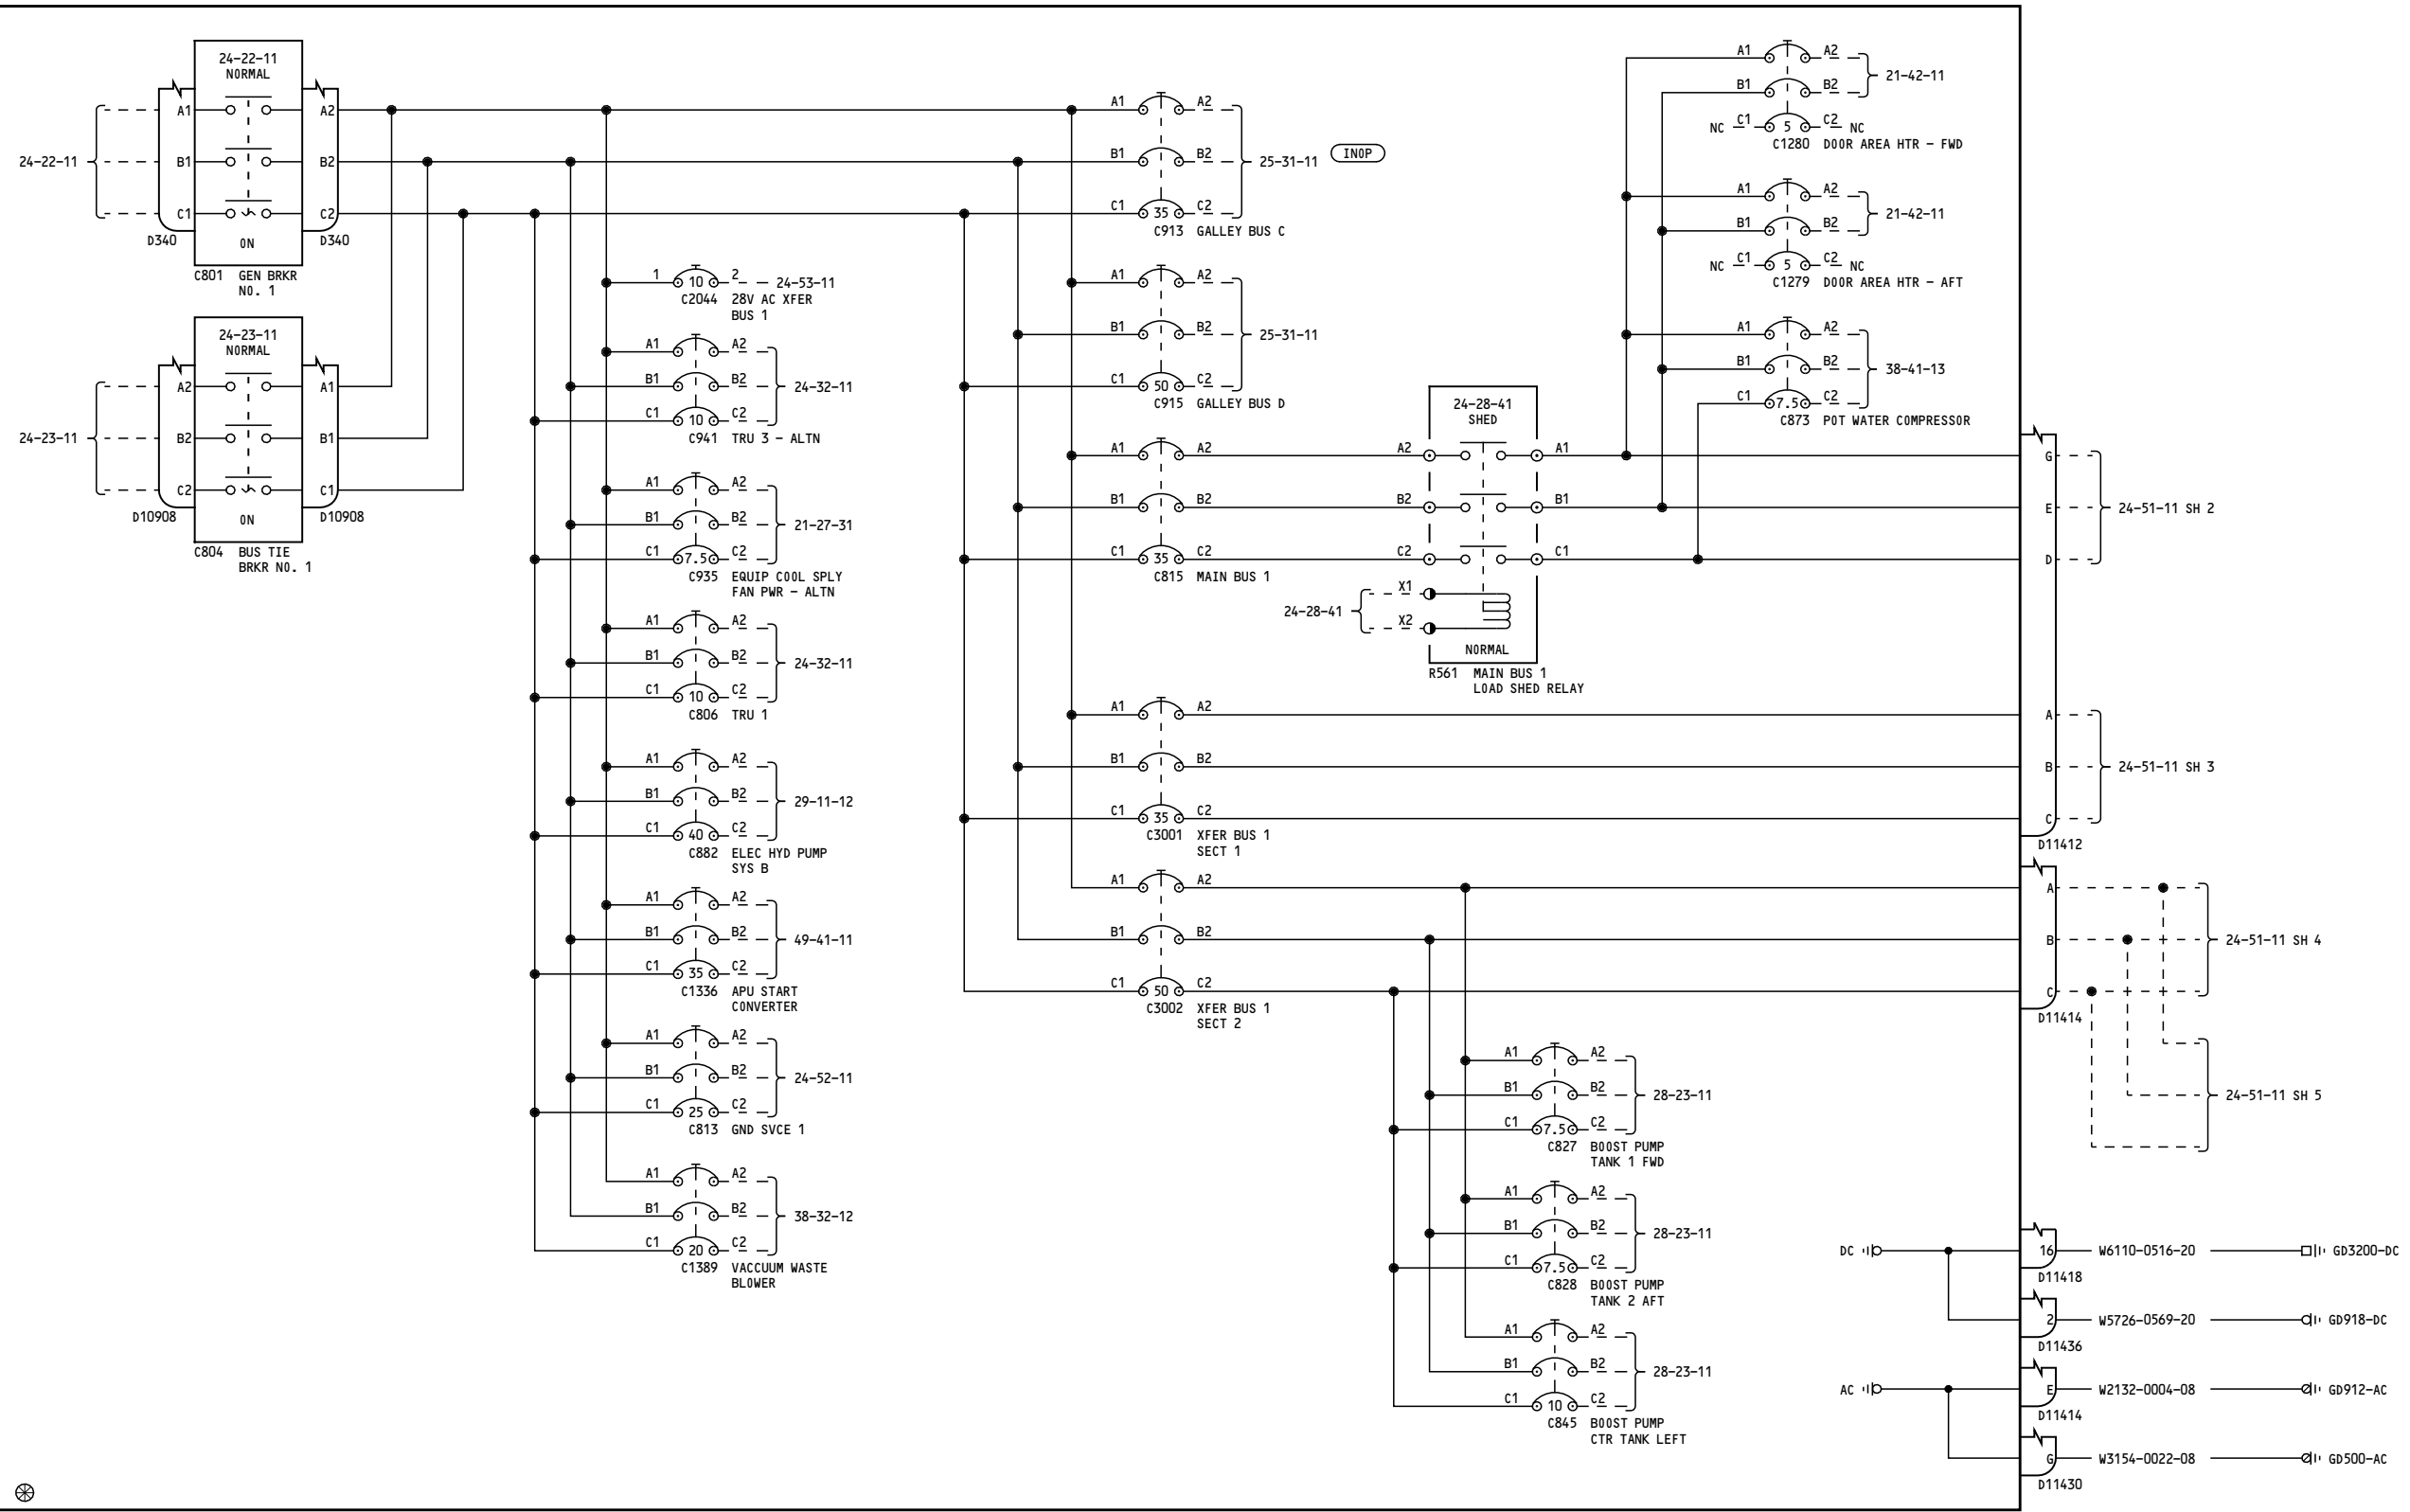 24-22-11
NORMAL
A1
A2
24-22-11
B1
B2
C1
C2
D340
ON
D340
C801 GEN BRKR
NO. 1
24-23-11
NORMAL
A2
A1
24-23-11
B2
B1
C2
C1
D10908
ON
D10908
C804 BUS TIE
BRKR NO. 1
1 10 2 24-53-11
C2044 28V AC XFER
BUS 1
A1 A2
B1 B2 24-32-11
C1 10 C2
C941 TRU 3 - ALTN
A1 A2
B1 B2 21-27-31
C1 7.5 C2
C935 EQUIP COOL SPLY
FAN PWR - ALTN
A1 A2
B1 B2 24-32-11
C1 10 C2
C806 TRU 1
A1 A2
B1 B2 29-11-12
C1 40 C2
C882 ELEC HYD PUMP
SYS B
A1 A2
B1 B2 49-41-11
C1 35 C2
C1336 APU START
CONVERTER
A1 A2
B1 B2 24-52-11
C1 25 C2
C813 GND SVCE 1
A1 A2
B1 B2 38-32-12
C1 20 C2
C1389 VACCUUM WASTE
BLOWER
A1 A2
B1 B2 25-31-11 INOP
C1 35 C2
C913 GALLEY BUS C
A1 A2
B1 B2 25-31-11
C1 50 C2
C915 GALLEY BUS D
A1 A2
B1 B2
C1 35 C2
C815 MAIN BUS 1
24-28-41
SHED
A2 A1
B2 B1
C2 C1
X1
24-28-41
X2
NORMAL
R561 MAIN BUS 1
LOAD SHED RELAY
A1 A2
B1 B2
C1 35 C2
C3001 XFER BUS 1
SECT 1
A1 A2
B1 B2
C1 50 C2
C3002 XFER BUS 1
SECT 2
A1 A2
B1 B2 28-23-11
C1 7.5 C2
C827 BOOST PUMP
TANK 1 FWD
A1 A2
B1 B2 28-23-11
C1 7.5 C2
C828 BOOST PUMP
TANK 2 AFT
A1 A2
B1 B2 28-23-11
C1 10 C2
C845 BOOST PUMP
CTR TANK LEFT
A1 A2
B1 B2 21-42-11
NC C1 5 C2 NC
C1280 DOOR AREA HTR - FWD
A1 A2
B1 B2 21-42-11
NC C1 5 C2 NC
C1279 DOOR AREA HTR - AFT
A1 A2
B1 B2 38-41-13
C1 7.5 C2
C873 POT WATER COMPRESSOR
G
E 24-51-11 SH 2
D
A
B 24-51-11 SH 3
C
D11412
A
B 24-51-11 SH 4
C
D11414
24-51-11 SH 5
DC 16 W6110-0516-20 GD3200-DC
D11418
2 W5726-0569-20 GD918-DC
D11436
AC E W2132-0004-08 GD912-AC
D11414
G W3154-0022-08 GD500-AC
D11430